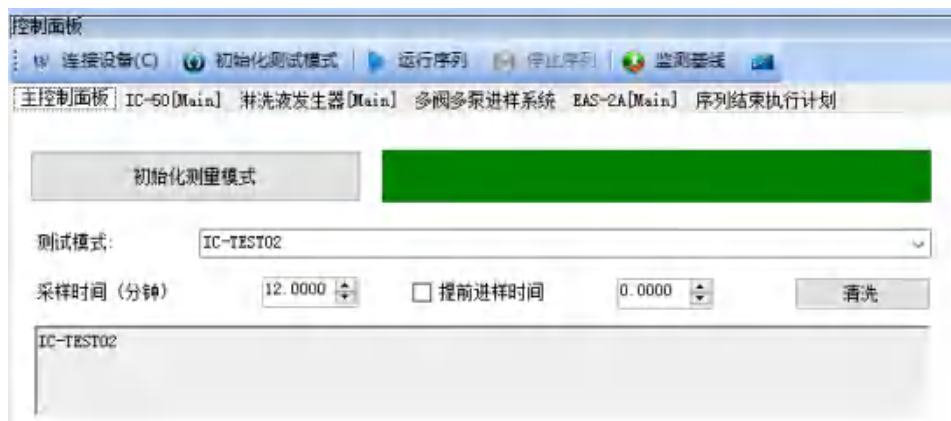 控制面板
连接设备(C) 初始化测试模式 运行序列 停止序列 监测基线
主控制面板 IC-50[Main] 淋洗液发生器[Main] 多阀多泵进样系统 EAS-2A[Main] 序列结束执行计划
初始化测量模式
测试模式: IC-TEST02
采样时间（分钟） 12.0000 提前进样时间 0.0000 清洗
IC-TEST02